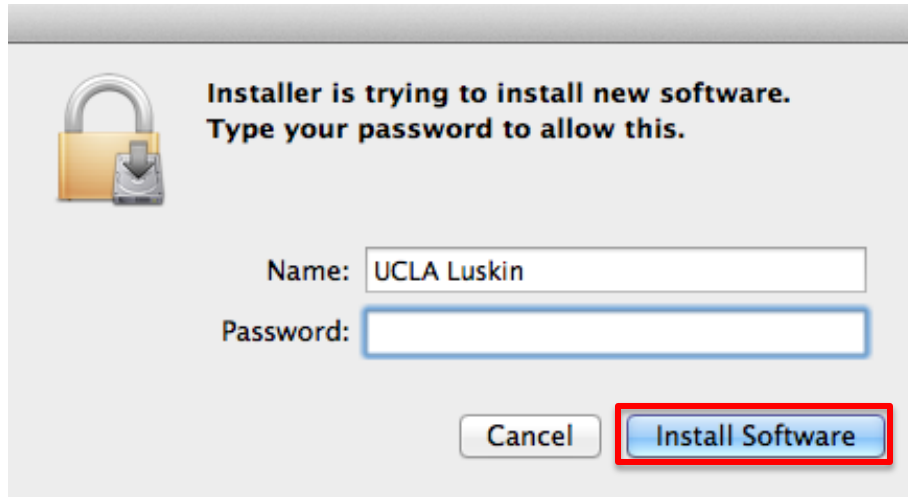 Installer is trying to install new software.
Type your password to allow this.
Name: UCLA Luskin
Password:
Cancel Install Software